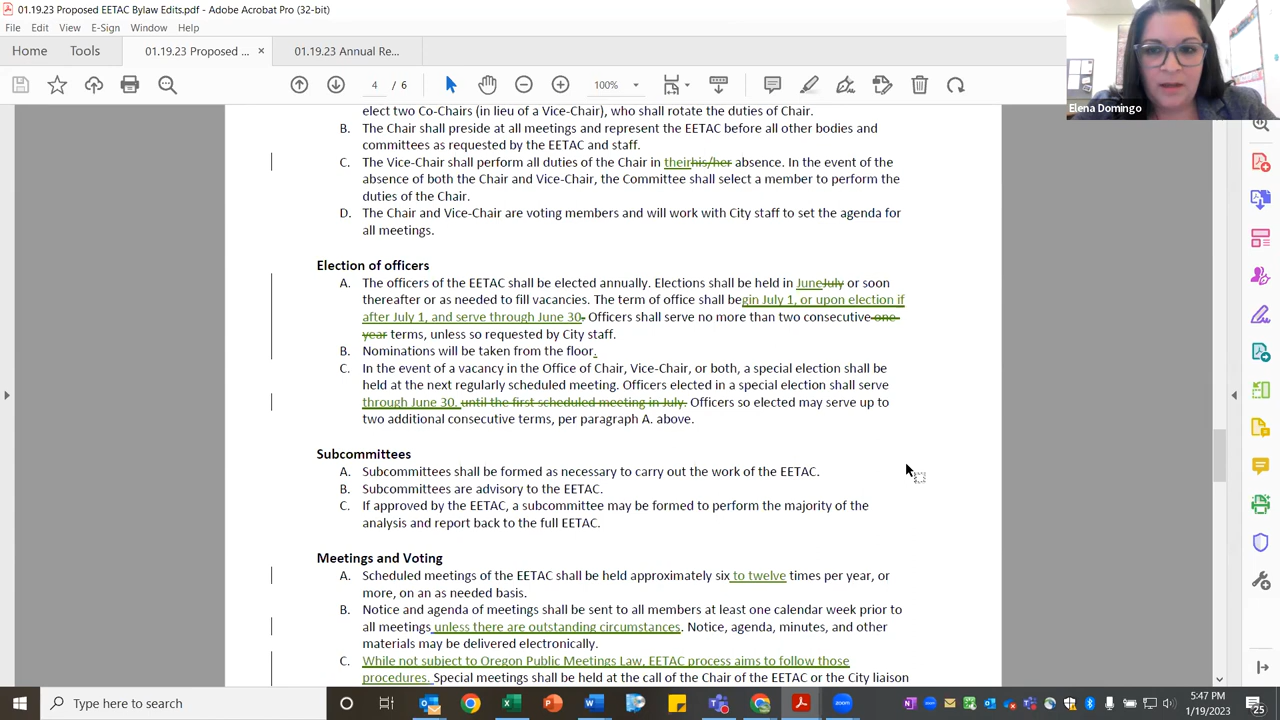 01.19.23 Proposed EETAC Bylaw Edits.pdf - Adobe Acrobat Pro (32-bit)
File Edit View E-Sign Window Help
Home Tools 01.19.23 Proposed ... × 01.19.23 Annual Re...
4 / 6 100%
Elena Domingo
elect two Co-Chairs (in lieu of a Vice-Chair), who shall rotate the duties of Chair.
B. The Chair shall preside at all meetings and represent the EETAC before all other bodies and
committees as requested by the EETAC and staff.
C. The Vice-Chair shall perform all duties of the Chair in theirhis/her absence. In the event of the
absence of both the Chair and Vice-Chair, the Committee shall select a member to perform the
duties of the Chair.
D. The Chair and Vice-Chair are voting members and will work with City staff to set the agenda for
all meetings.
Election of officers
A. The officers of the EETAC shall be elected annually. Elections shall be held in JuneJuly or soon
thereafter or as needed to fill vacancies. The term of office shall begin July 1, or upon election if
after July 1, and serve through June 30. Officers shall serve no more than two consecutive one
year terms, unless so requested by City staff.
B. Nominations will be taken from the floor.
C. In the event of a vacancy in the Office of Chair, Vice-Chair, or both, a special election shall be
held at the next regularly scheduled meeting. Officers elected in a special election shall serve
through June 30. until the first scheduled meeting in July. Officers so elected may serve up to
two additional consecutive terms, per paragraph A. above.
Subcommittees
A. Subcommittees shall be formed as necessary to carry out the work of the EETAC.
B. Subcommittees are advisory to the EETAC.
C. If approved by the EETAC, a subcommittee may be formed to perform the majority of the
analysis and report back to the full EETAC.
Meetings and Voting
A. Scheduled meetings of the EETAC shall be held approximately six to twelve times per year, or
more, on an as needed basis.
B. Notice and agenda of meetings shall be sent to all members at least one calendar week prior to
all meetings unless there are outstanding circumstances. Notice, agenda, minutes, and other
materials may be delivered electronically.
C. While not subject to Oregon Public Meetings Law, EETAC process aims to follow those
procedures. Special meetings shall be held at the call of the Chair of the EETAC or the City liaison
Type here to search
5:47 PM
1/19/2023
25